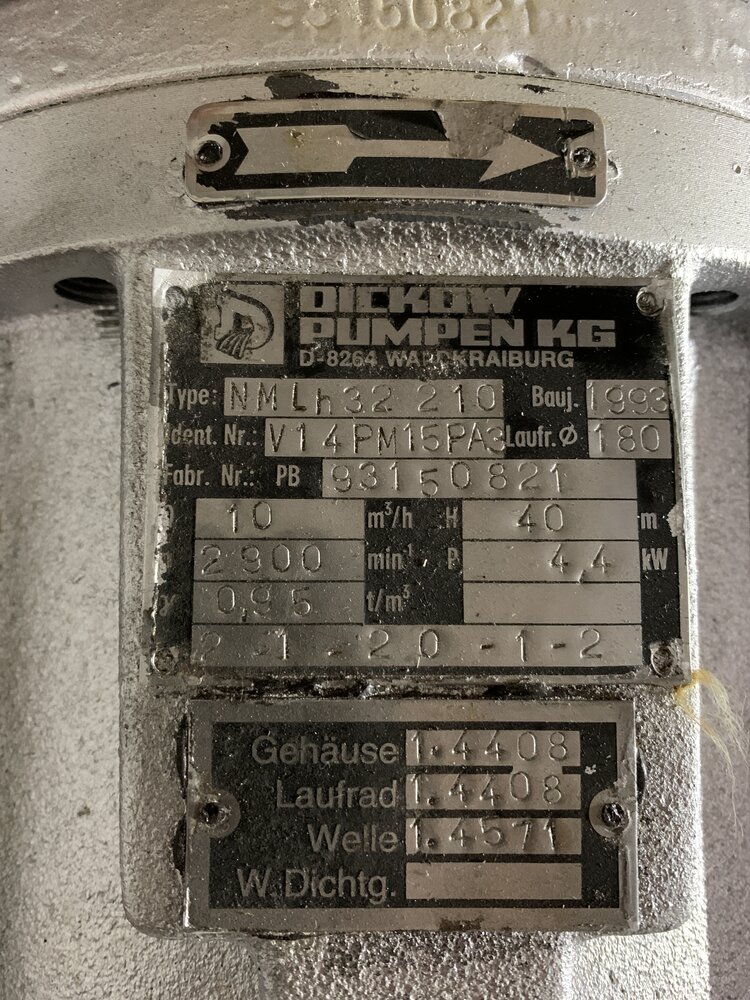 93150821
DICKOW
PUMPEN KG
D-8264 WALDKRAIBURG
Type: NMLh32 210 Bauj. 1993
Ident. Nr.: V14PM15PA3 Laufr. Ø 180
Fabr. Nr.: PB 93150821
10 m³/h H 40 m
2900 min⁻¹ P 4,4 kW
0,95 t/m³
2-1-20-1-2
Gehäuse 1.4408
Laufrad 1.4408
Welle 1.4571
W. Dichtg.